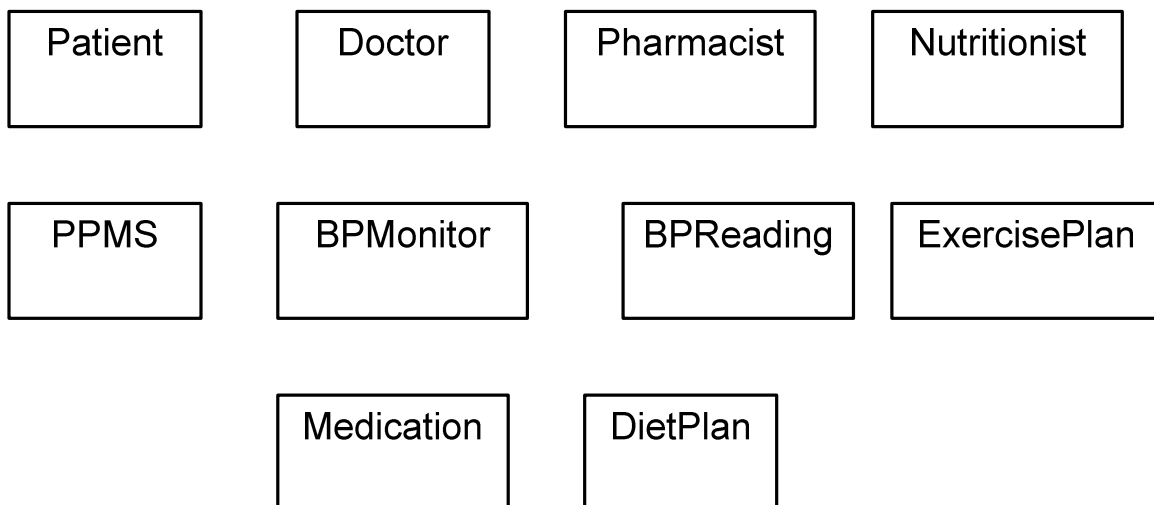 Patient
Doctor
Pharmacist
Nutritionist
PPMS
BPMonitor
BPReading
ExercisePlan
Medication
DietPlan